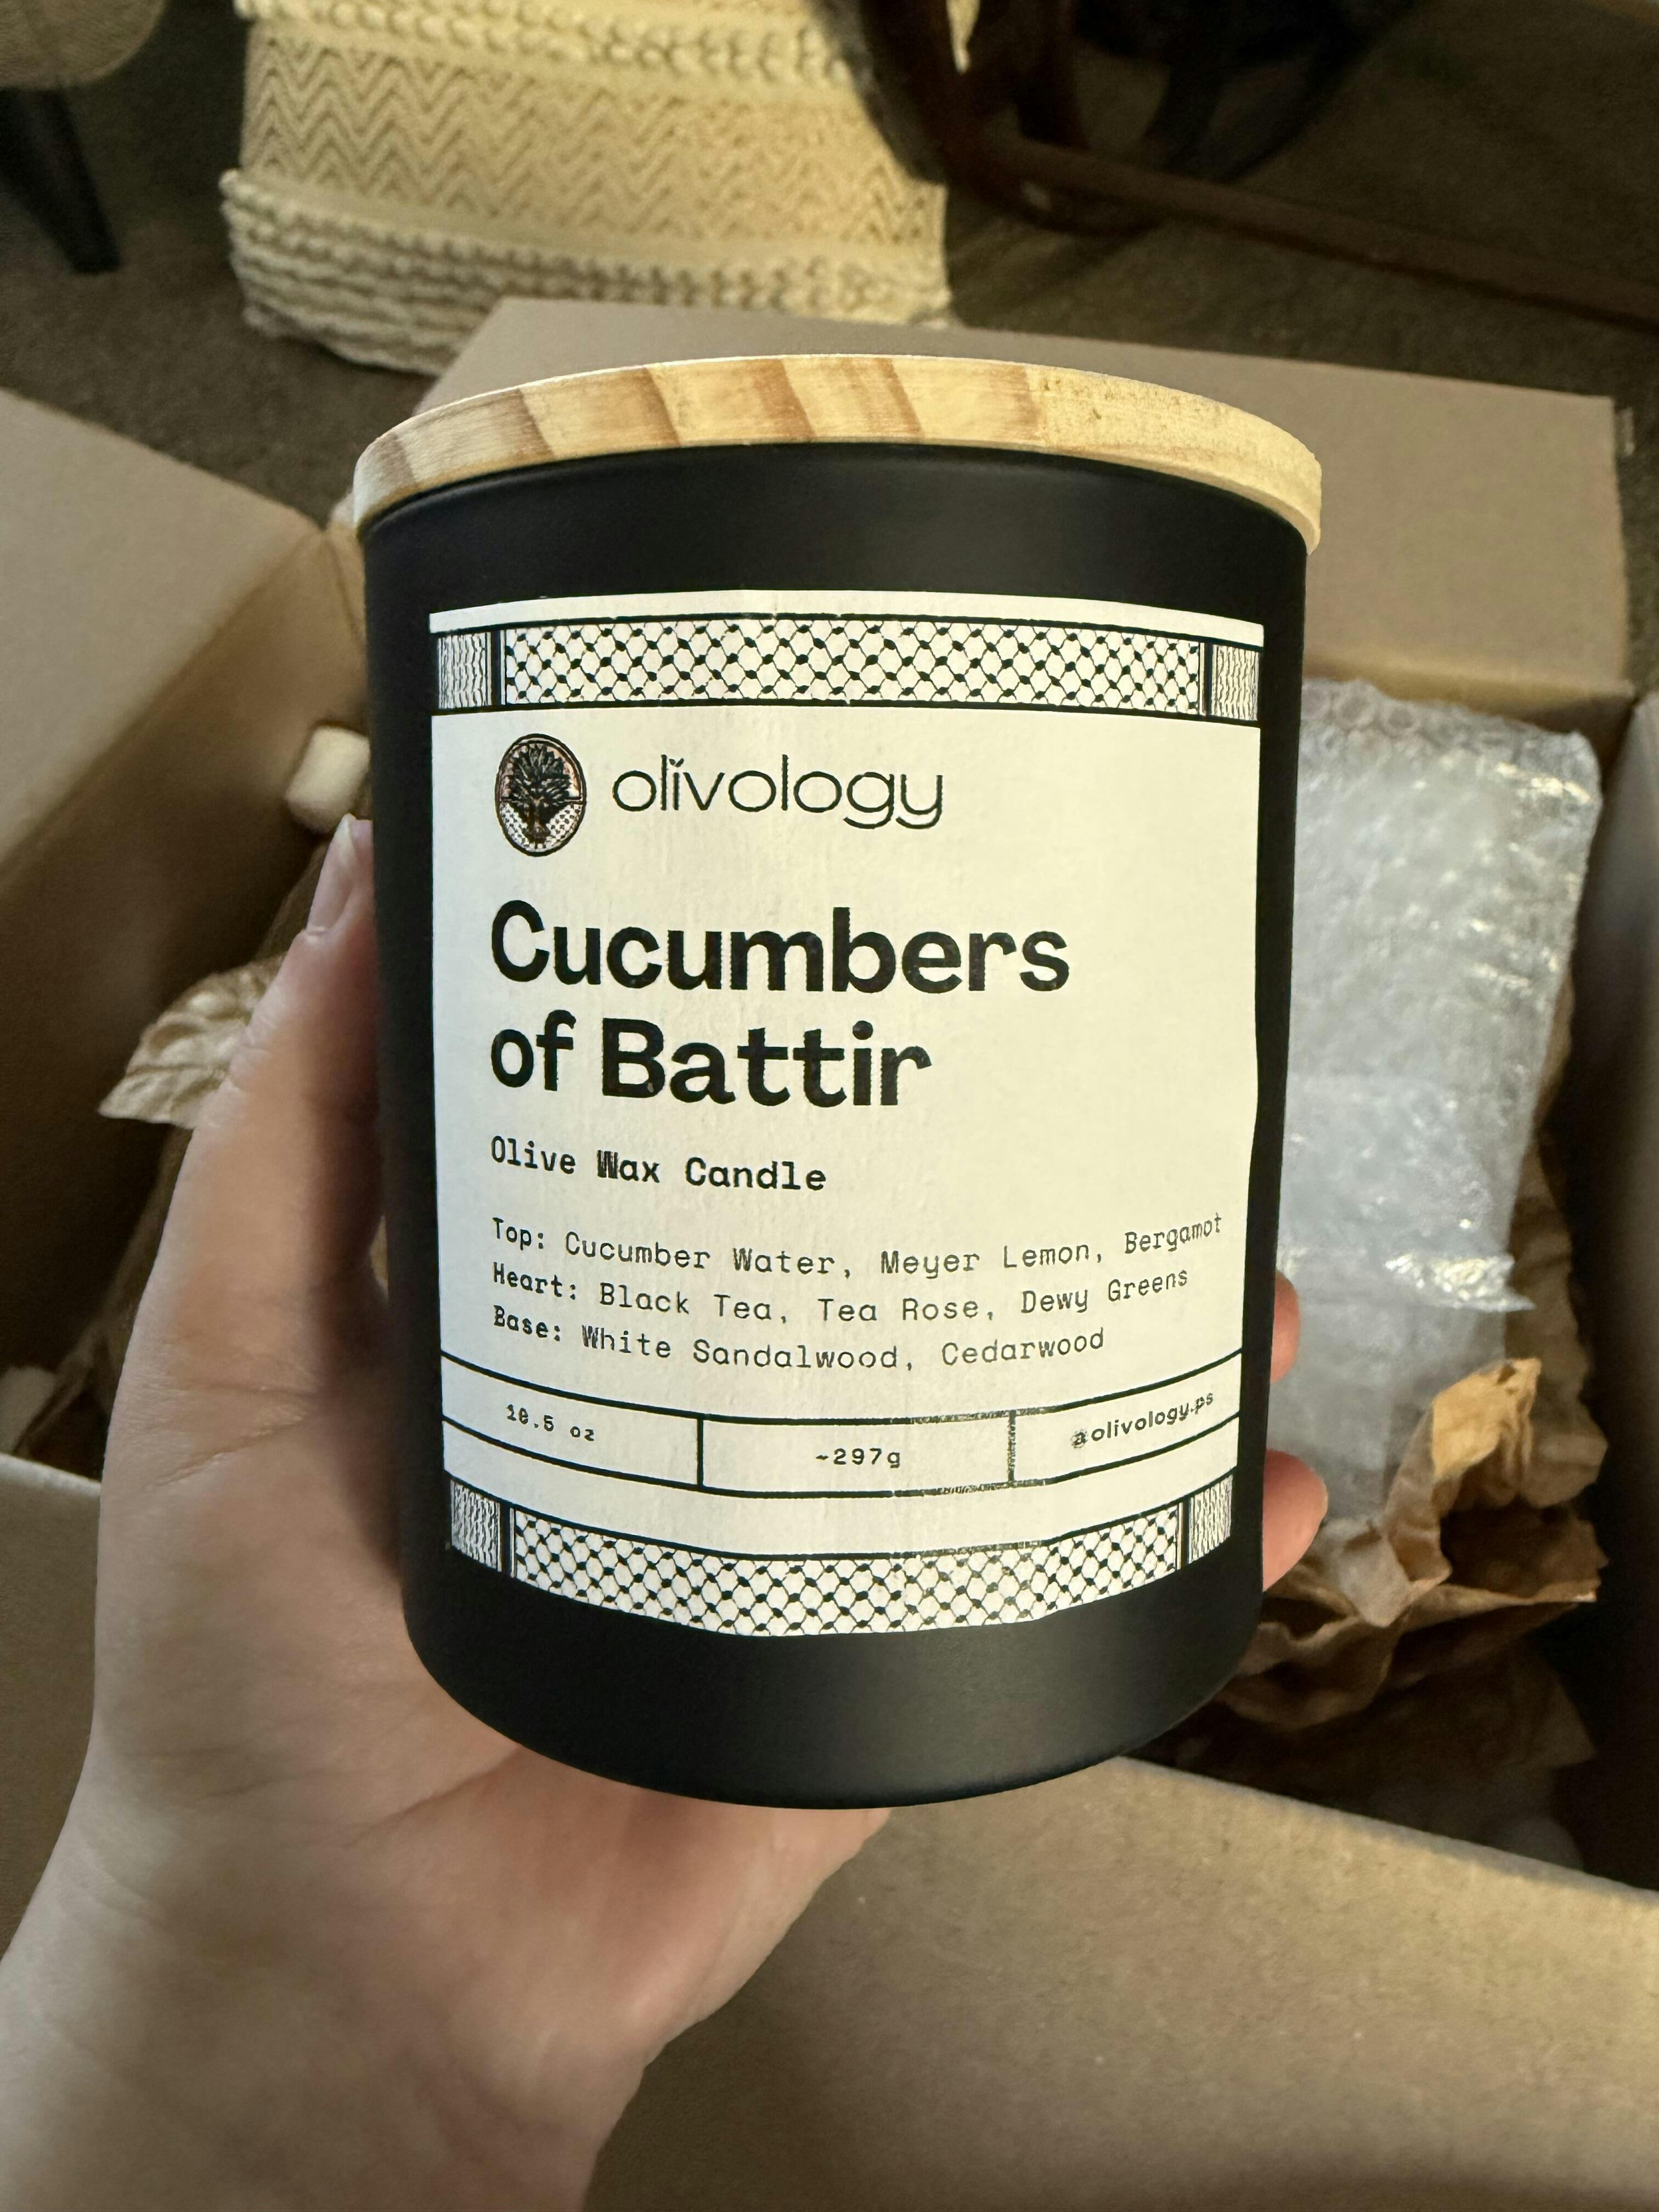 olivology
Cucumbers
of Battir
Olive Wax Candle
Top: Cucumber Water, Meyer Lemon, Bergamot
Heart: Black Tea, Tea Rose, Dewy Greens
Base: White Sandalwood, Cedarwood
10.5 oz
~297g
@olivology.ps